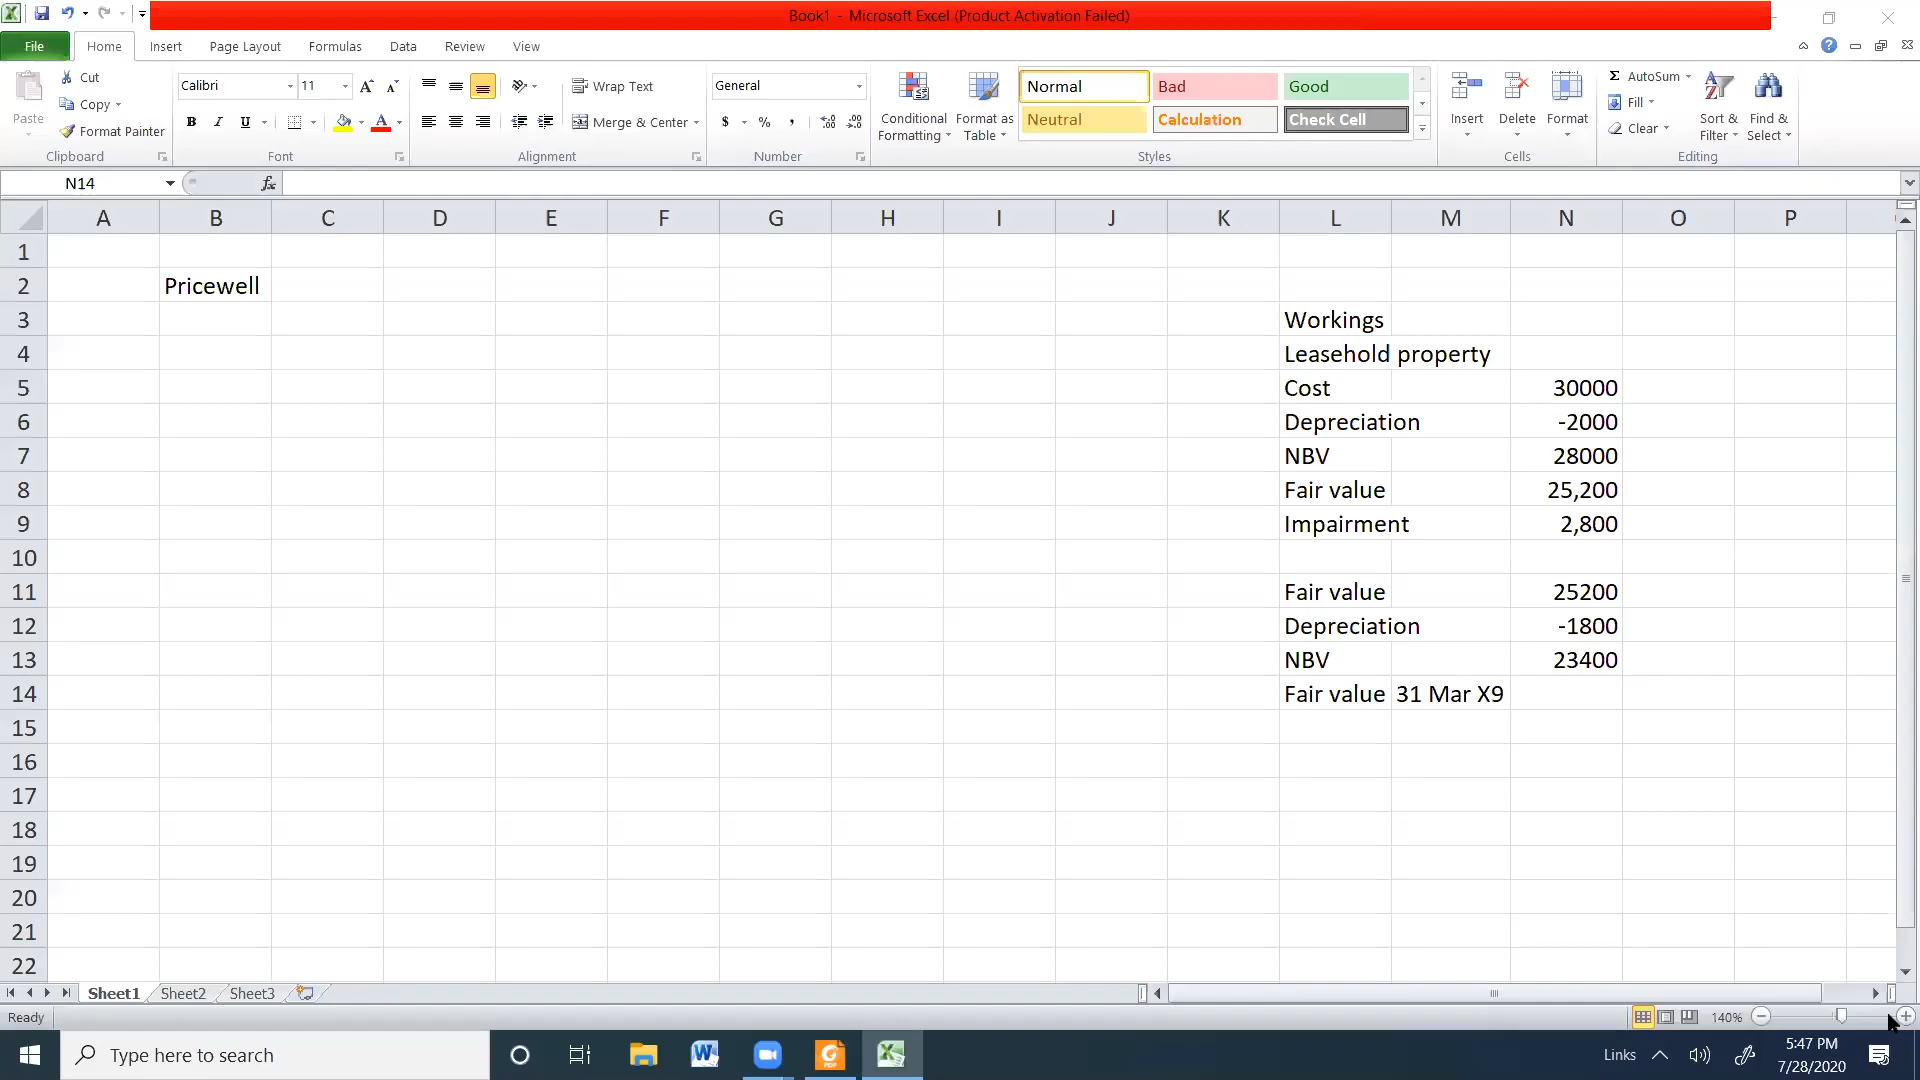 Book1 - Microsoft Excel (Product Activation Failed)
File Home Insert Page Layout Formulas Data Review View
Paste
Cut
Copy
Format Painter
Clipboard
Calibri 11
B I U
Font
Wrap Text
Merge & Center
Alignment
General
$ % ,
Number
Conditional Formatting
Format as Table
Normal Bad Good
Neutral Calculation Check Cell
Styles
Insert Delete Format
Cells
Σ AutoSum
Fill
Clear
Sort & Filter
Find & Select
Editing
N14 fx
A B C D E F G H I J K L M N O P
1
2 Pricewell
3 Workings
4 Leasehold property
5 Cost 30000
6 Depreciation -2000
7 NBV 28000
8 Fair value 25,200
9 Impairment 2,800
10
11 Fair value 25200
12 Depreciation -1800
13 NBV 23400
14 Fair value 31 Mar X9
15
16
17
18
19
20
21
22
Sheet1 Sheet2 Sheet3
Ready 140%
Type here to search
Links
5:47 PM
7/28/2020